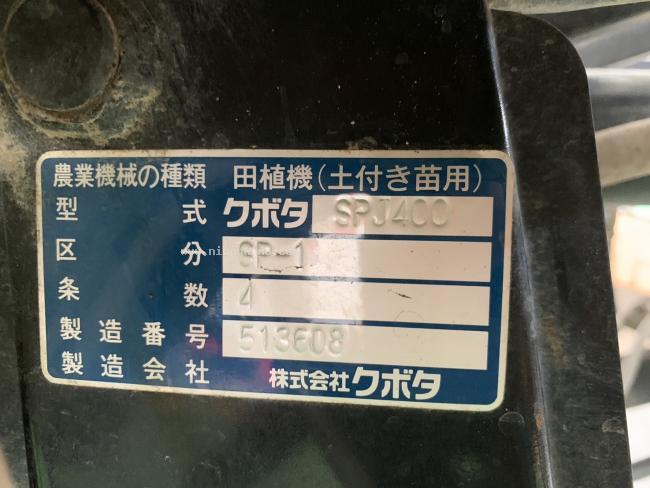 農業機械の種類 田植機(土付き苗用)
型式 クボタ SPJ400
区分 SP-1
条数 4
製造番号 513608
製造会社 株式会社クボタ